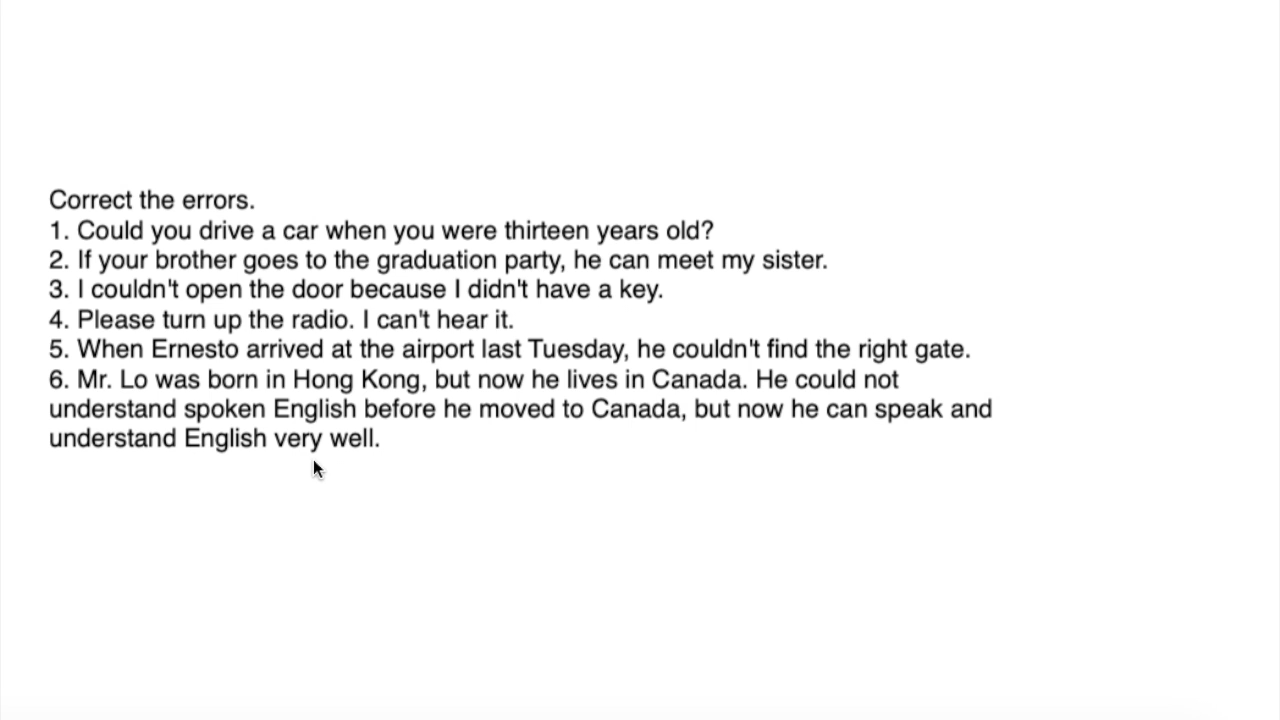 Correct the errors.
1. Could you drive a car when you were thirteen years old?
2. If your brother goes to the graduation party, he can meet my sister.
3. I couldn't open the door because I didn't have a key.
4. Please turn up the radio. I can't hear it.
5. When Ernesto arrived at the airport last Tuesday, he couldn't find the right gate.
6. Mr. Lo was born in Hong Kong, but now he lives in Canada. He could not
understand spoken English before he moved to Canada, but now he can speak and
understand English very well.